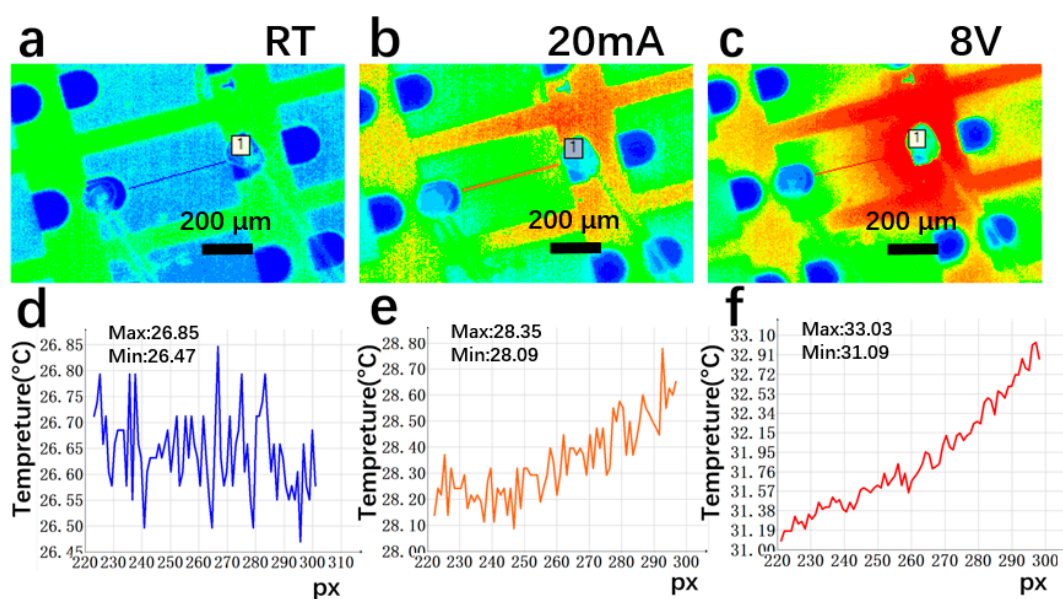 a RT
1
200 μm
b 20mA
1
200 μm
c 8V
1
200 μm
d
Max:26.85
Min:26.47
Tempreture(°C)
26.85
26.80
26.75
26.70
26.65
26.60
26.55
26.50
26.45
220 230 240 250 260 270 280 290 300 310
px
e
Max:28.35
Min:28.09
Tempreture(°C)
28.80
28.70
28.60
28.50
28.40
28.30
28.20
28.10
28.00
220 230 240 250 260 270 280 290 300
px
f
Max:33.03
Min:31.09
Tempreture(°C)
33.10
32.91
32.72
32.53
32.34
32.15
31.95
31.76
31.57
31.38
31.19
31.00
220 230 240 250 260 270 280 290 300
px